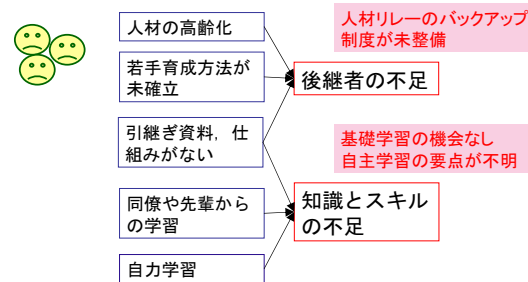 人材の高齢化
若手育成方法が
未確立
引継ぎ資料，仕
組みがない
同僚や先輩から
の学習
自力学習
人材リレーのバックアップ
制度が未整備
後継者の不足
基礎学習の機会なし
自主学習の要点が不明
知識とスキル
の不足